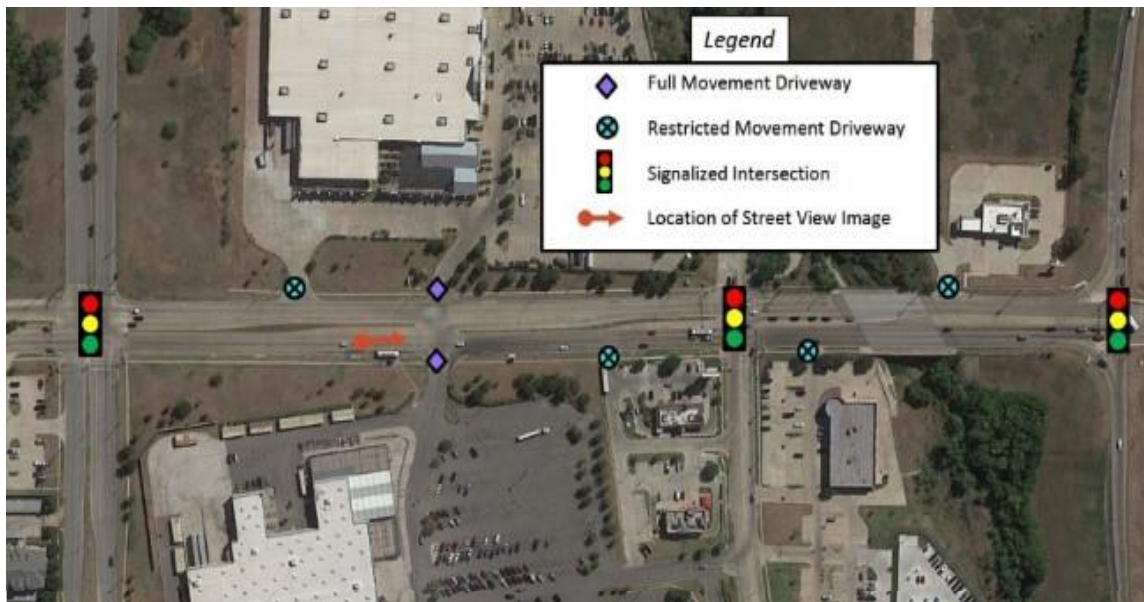 Legend
Full Movement Driveway
Restricted Movement Driveway
Signalized Intersection
Location of Street View Image